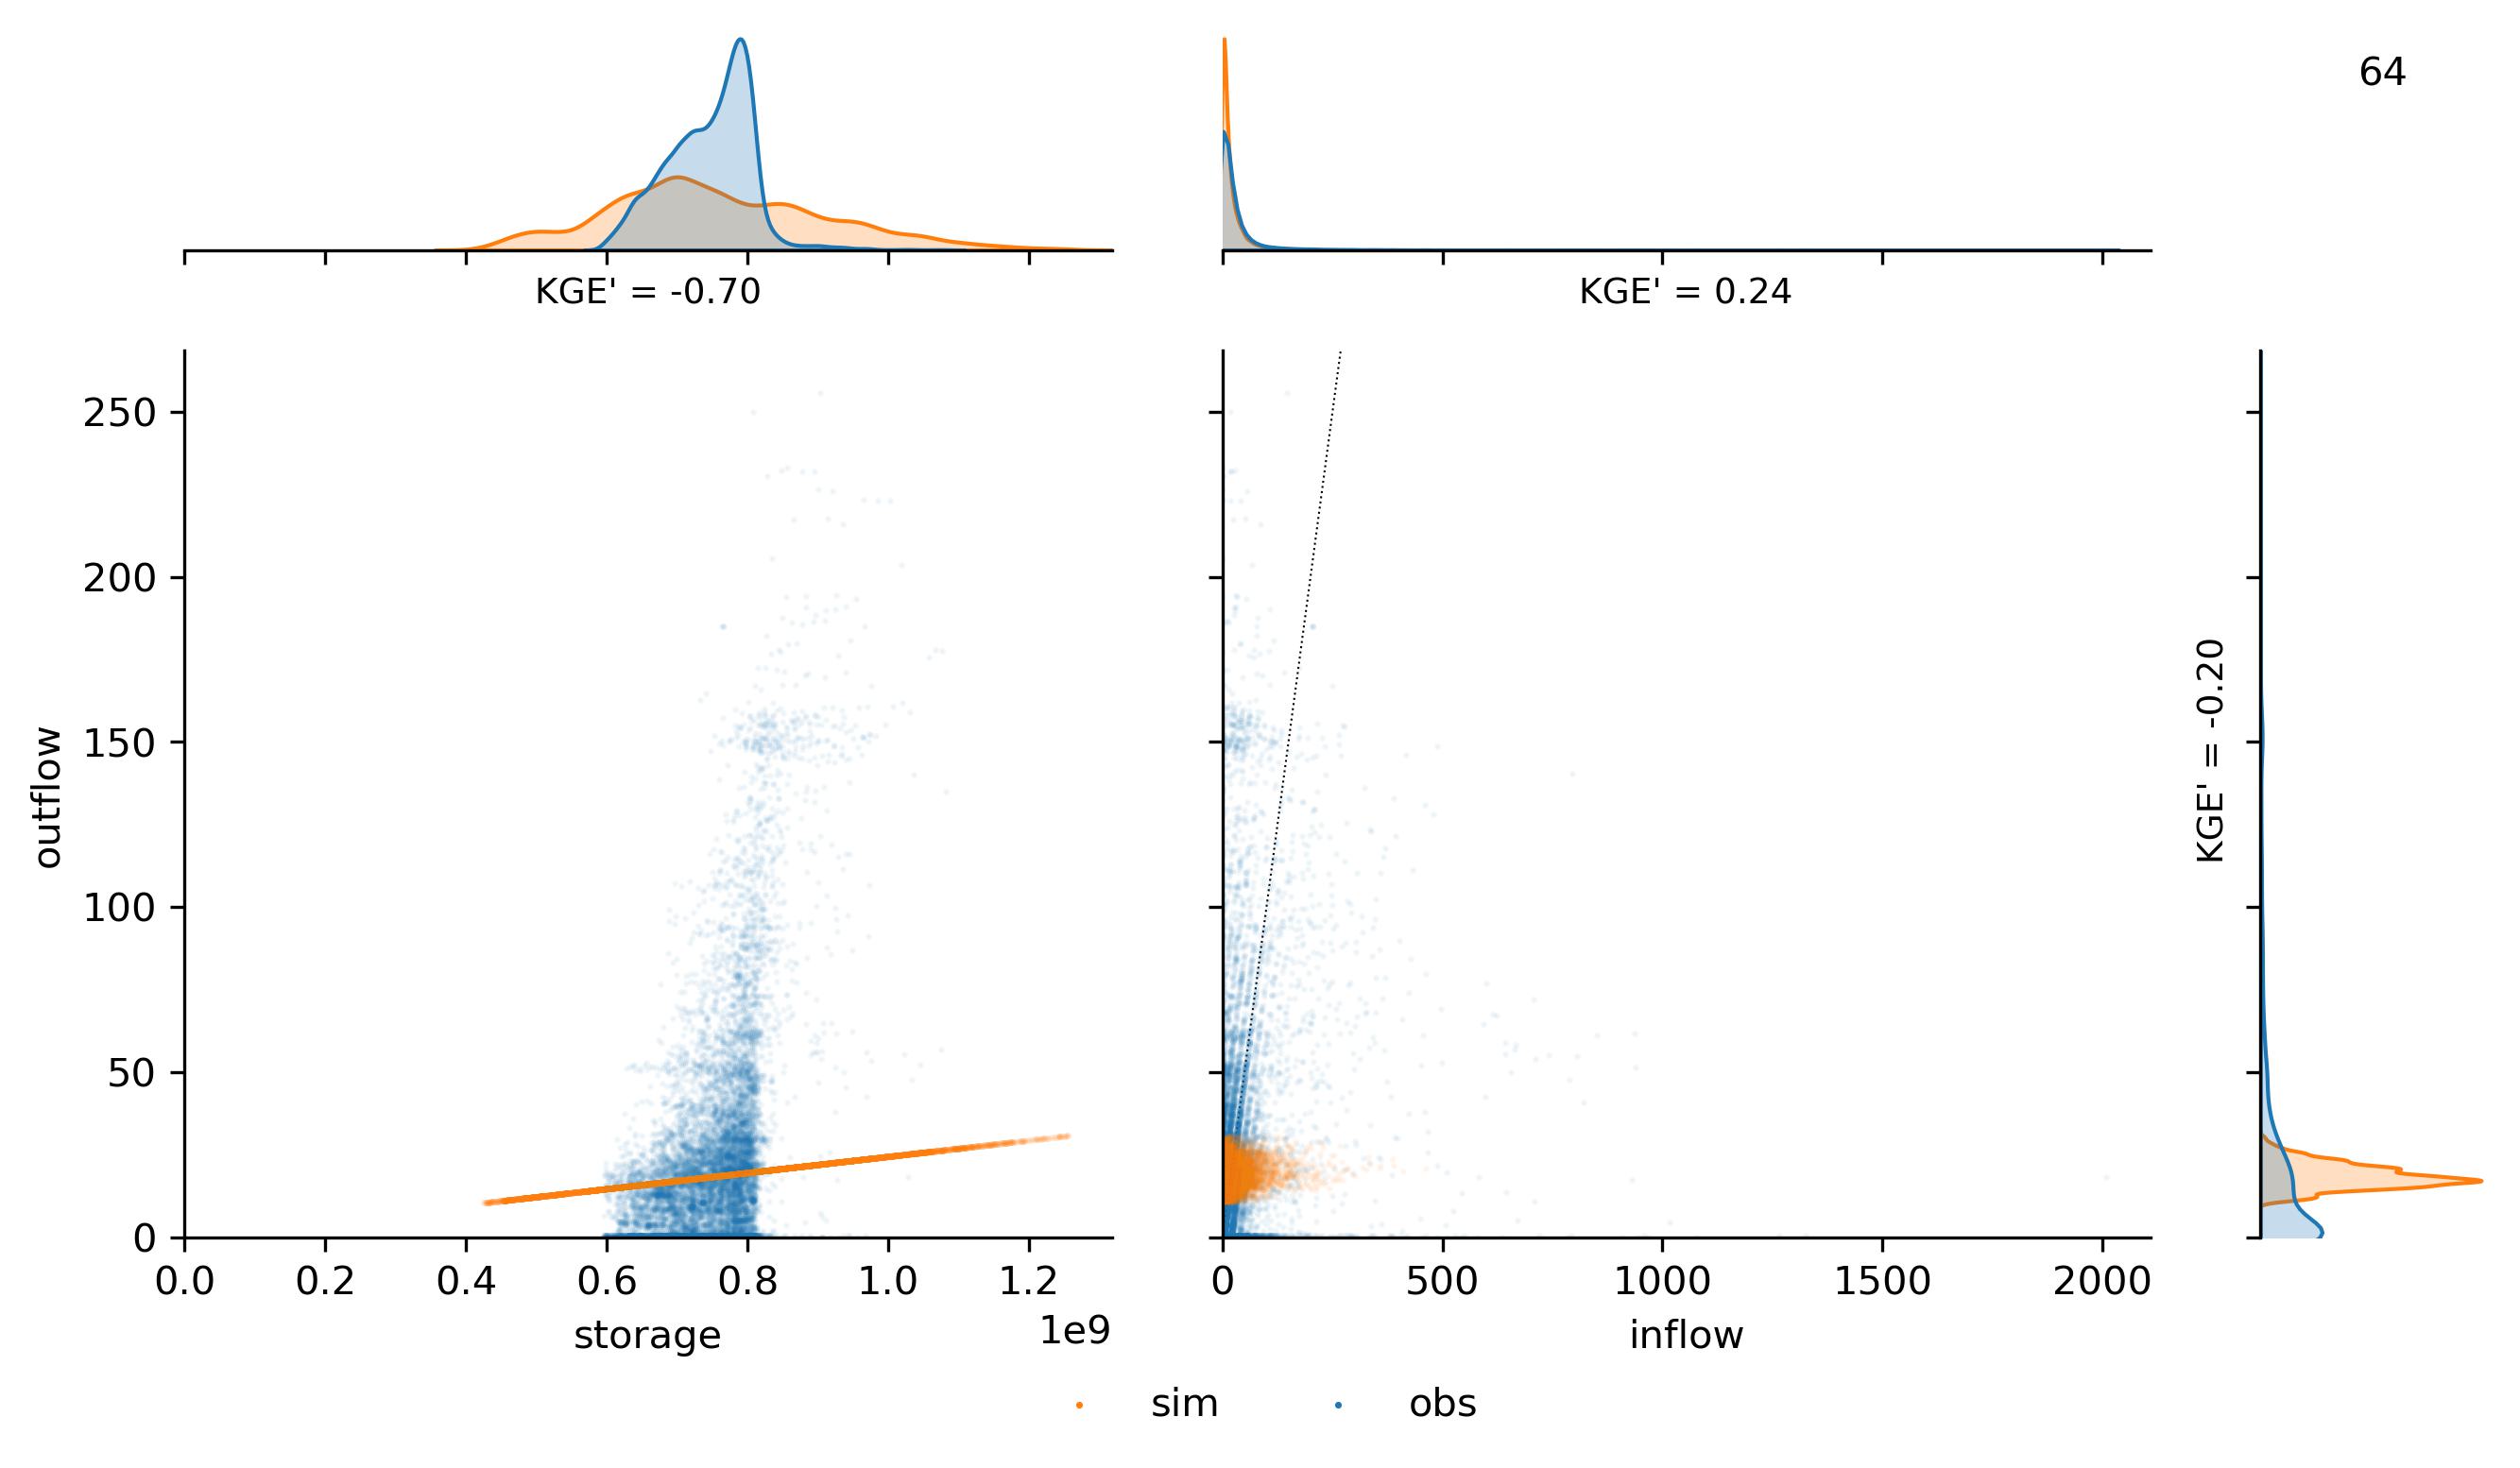 64
KGE' = -0.70
KGE' = 0.24
outflow
250
200
150
100
50
0
KGE' = -0.20
0.0 0.2 0.4 0.6 0.8 1.0 1.2
0 500 1000 1500 2000
1e9
storage
inflow
sim obs